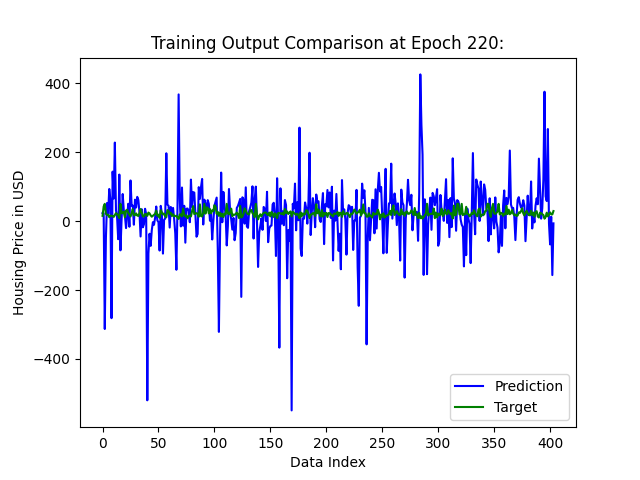 Training Output Comparison at Epoch 220:
Housing Price in USD
400
200
0
−200
−400
0 50 100 150 200 250 300 350 400
Data Index
Prediction
Target